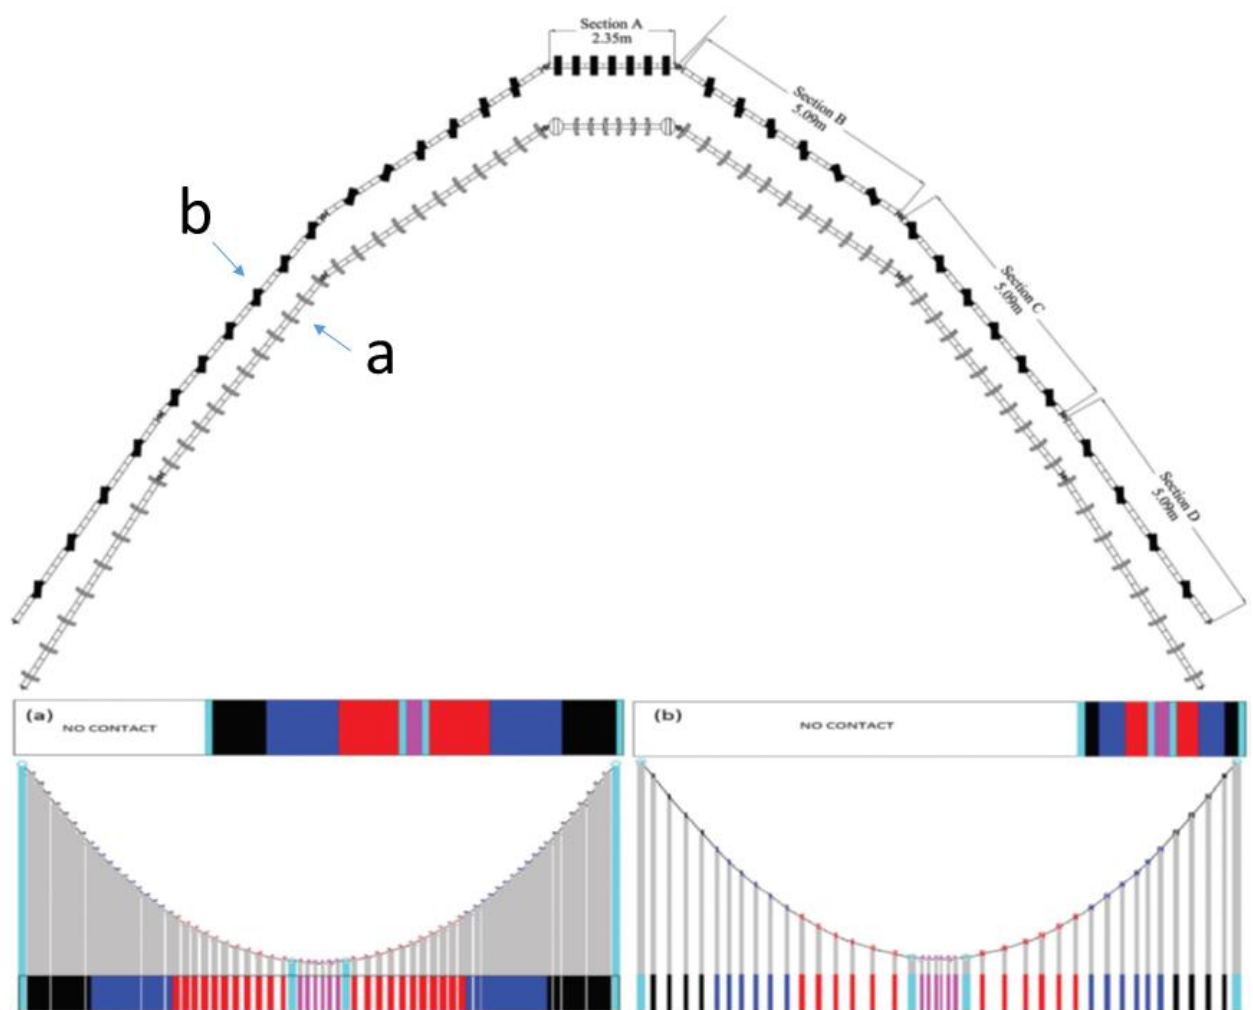 Section A
2.35m
Section B
5.09m
b
Section C
5.09m
a
Section D
5.09m
(a)
NO CONTACT
(b)
NO CONTACT